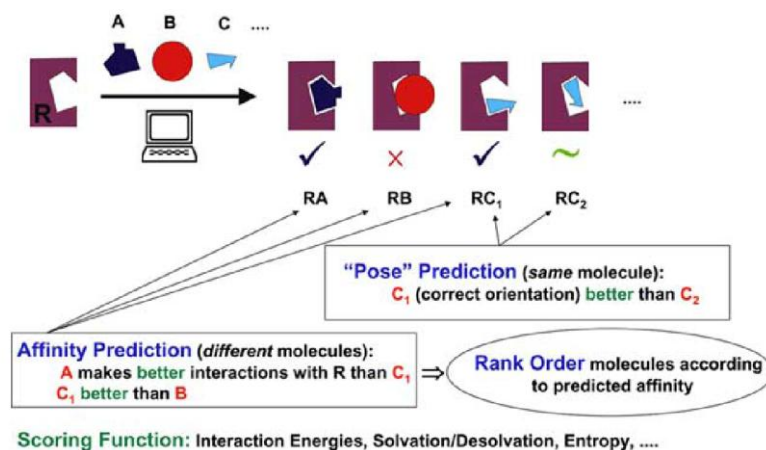 A B C ....
R
....
RA RB RC₁ RC₂
“Pose” Prediction (same molecule):
C₁ (correct orientation) better than C₂
Affinity Prediction (different molecules):
A makes better interactions with R than C₁
C₁ better than B
⇒
Rank Order molecules according
to predicted affinity
Scoring Function: Interaction Energies, Solvation/Desolvation, Entropy, ....